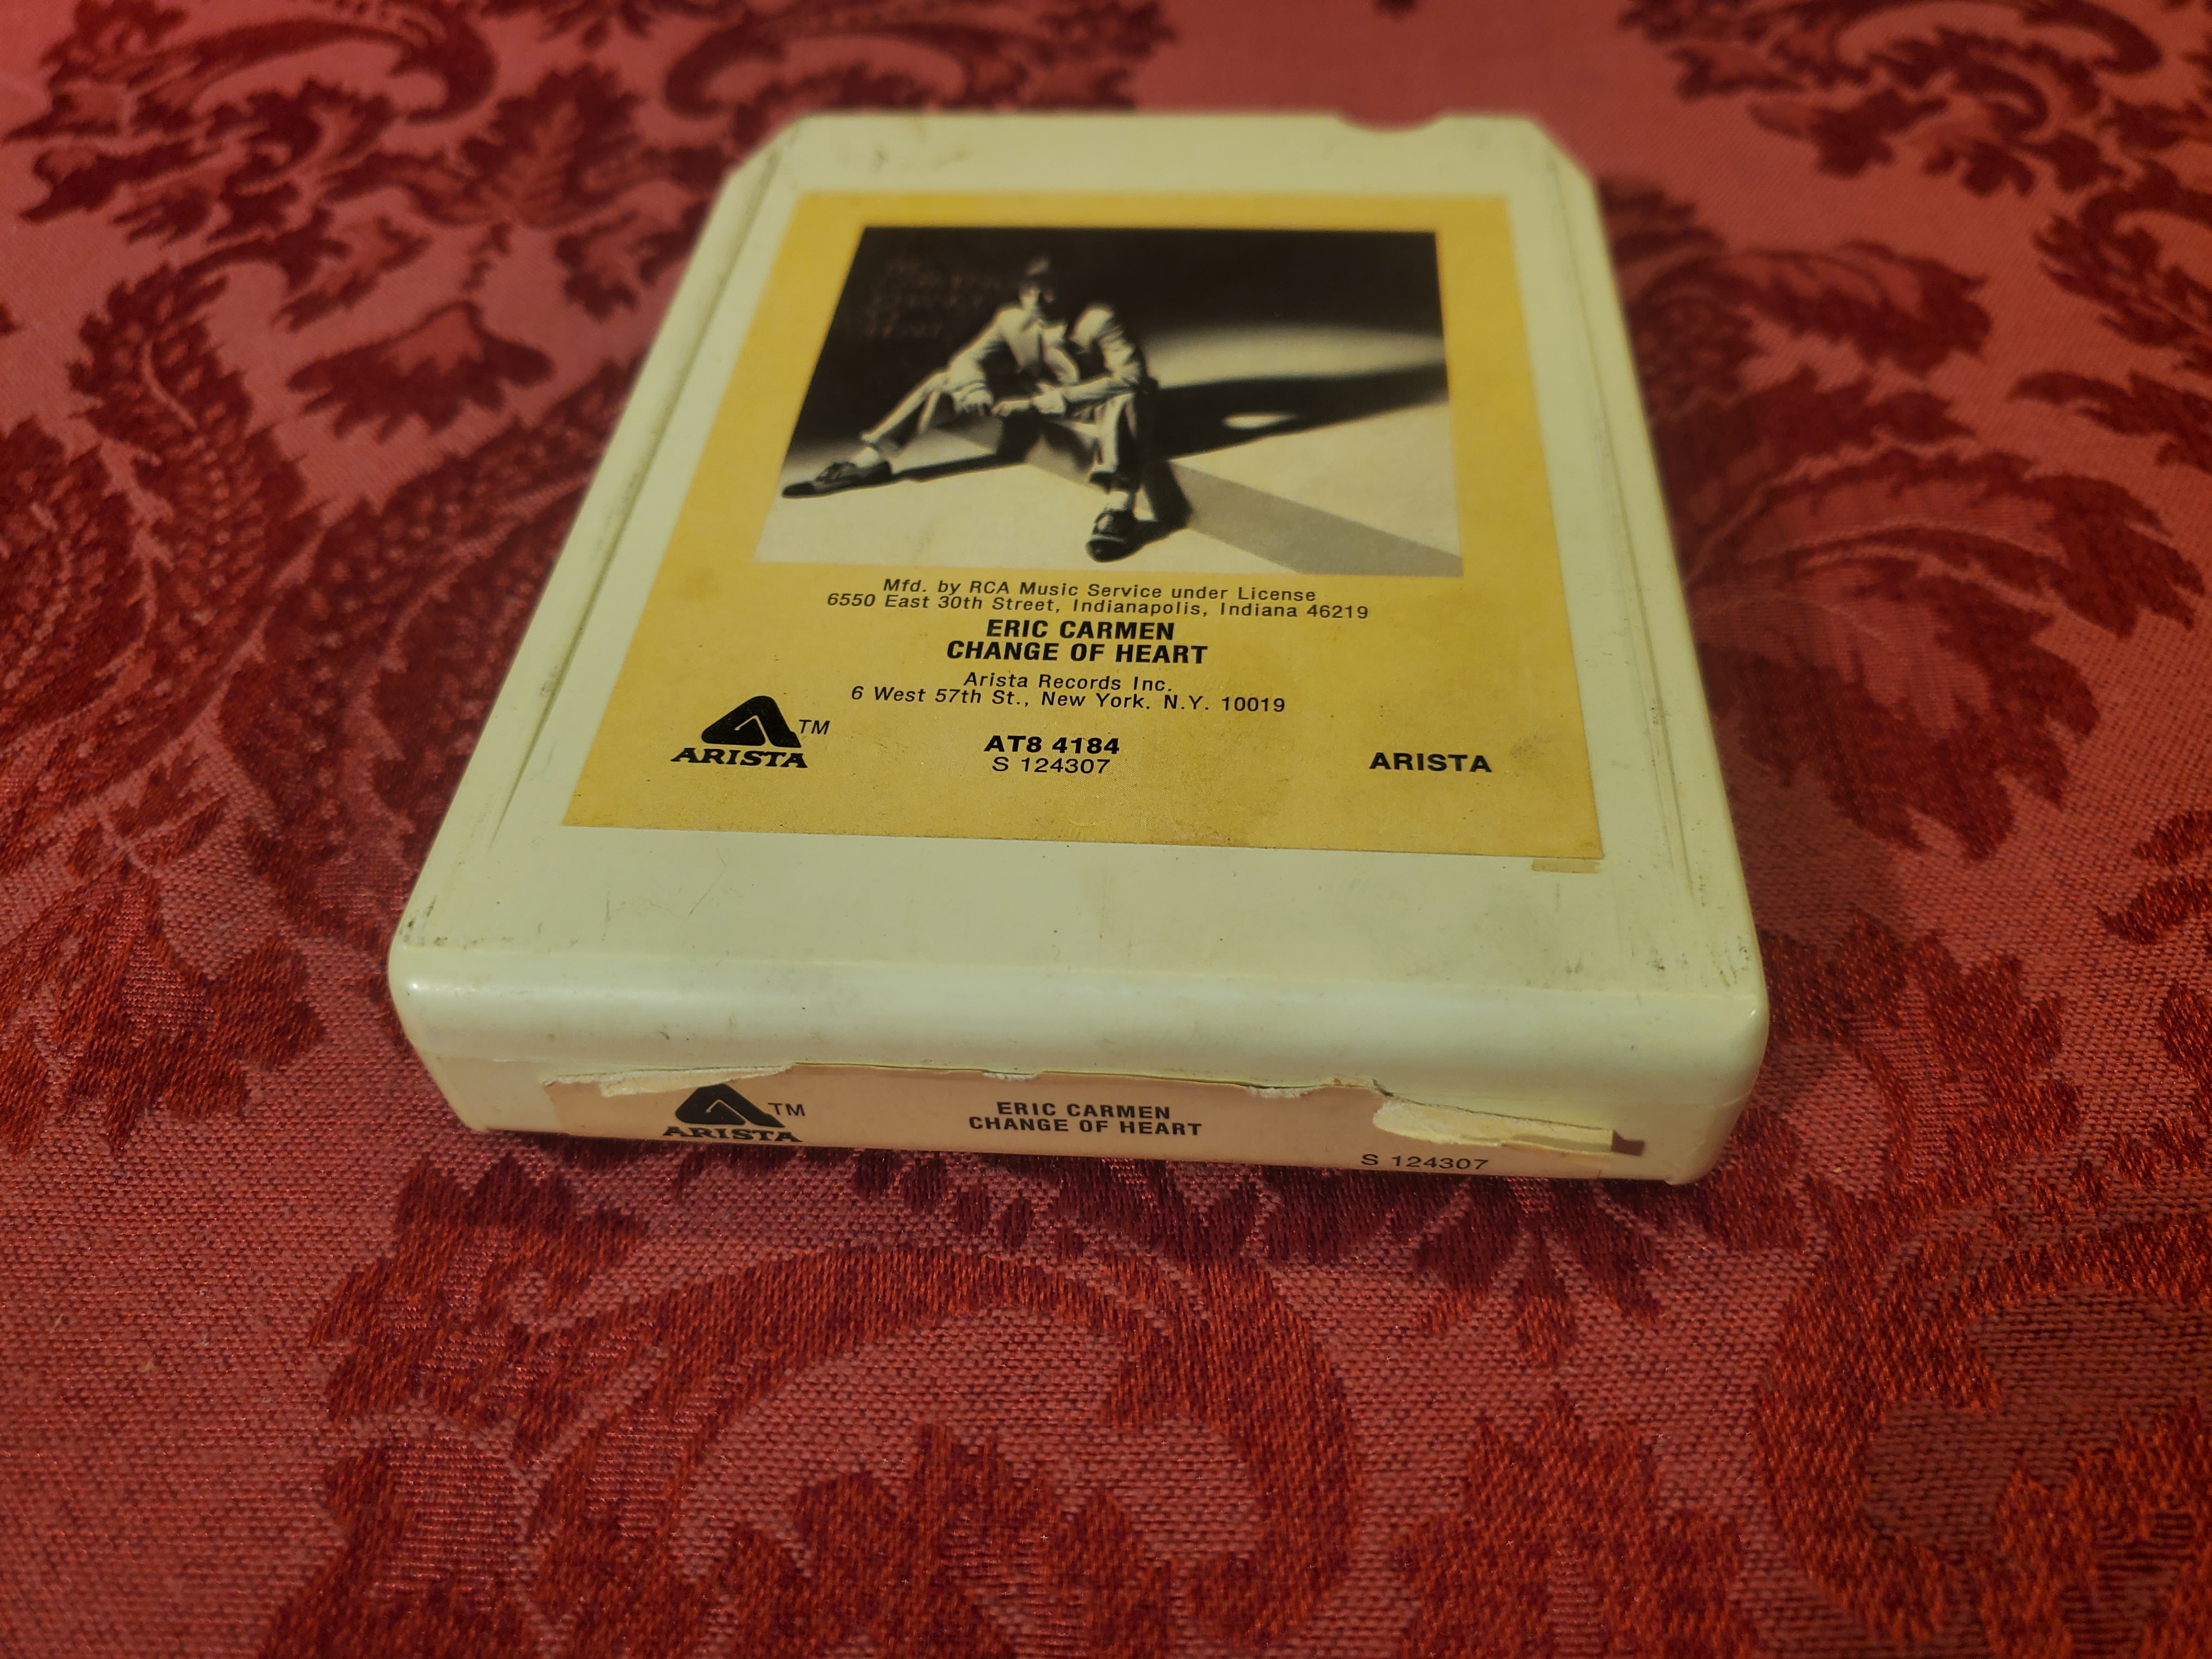 Mfd. by RCA Music Service under License
6550 East 30th Street, Indianapolis, Indiana 46219
ERIC CARMEN
CHANGE OF HEART
Arista Records Inc.
6 West 57th St., New York. N.Y. 10019
TM
ARISTA
AT8 4184
S 124307
ARISTA
TM
ARISTA
ERIC CARMEN
CHANGE OF HEART
S 124307